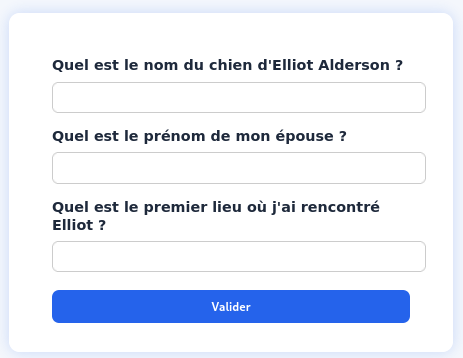 Quel est le nom du chien d'Elliot Alderson ?
Quel est le prénom de mon épouse ?
Quel est le premier lieu où j'ai rencontré
Elliot ?
Valider